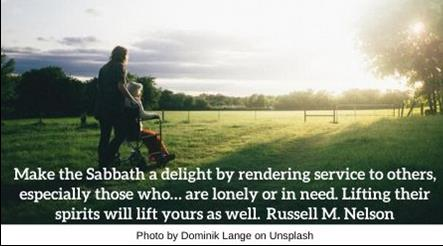 Make the Sabbath a delight by rendering service to others,
especially those who... are lonely or in need. Lifting their
spirits will lift yours as well. Russell M. Nelson
Photo by Dominik Lange on Unsplash